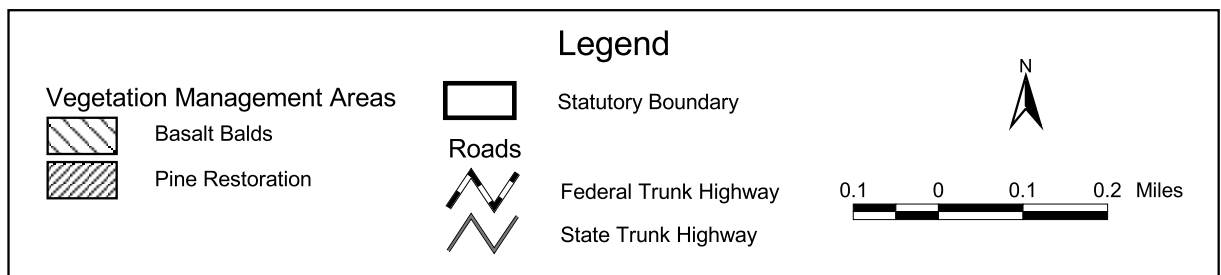 Legend
N
Vegetation Management Areas
Basalt Balds
Pine Restoration
Statutory Boundary
Roads
Federal Trunk Highway
State Trunk Highway
0.1 0 0.1 0.2 Miles